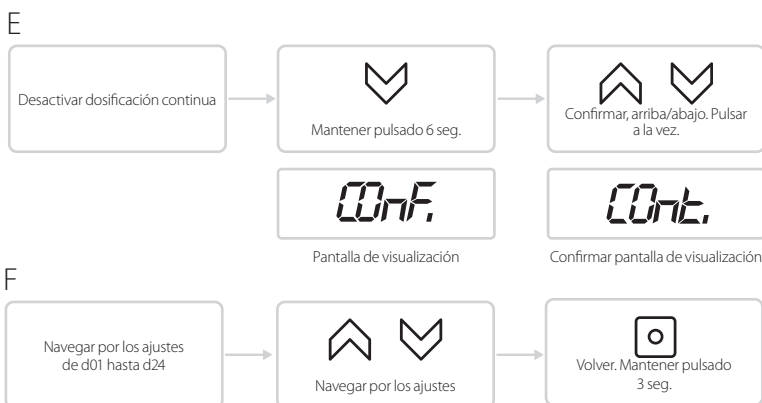 E
Desactivar dosificación continua
Mantener pulsado 6 seg.
Confirmar, arriba/abajo. Pulsar
a la vez.
COnF.
COnt.
Pantalla de visualización
Confirmar pantalla de visualización
F
Navegar por los ajustes
de d01 hasta d24
Navegar por los ajustes
Volver. Mantener pulsado
3 seg.